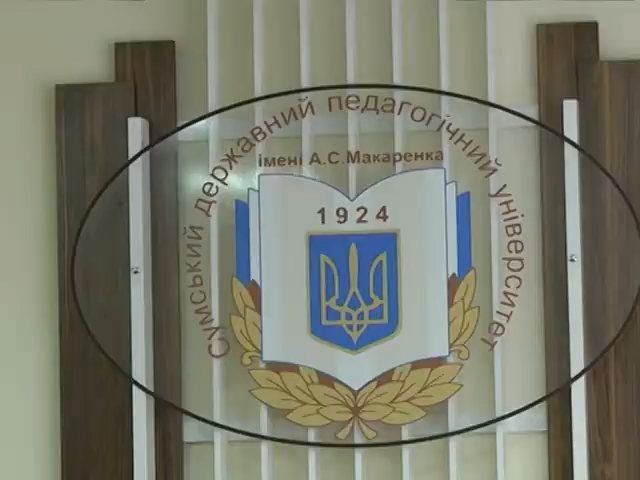 Сумський державний педагогічний університет
імені А.С.Макаренка
1924